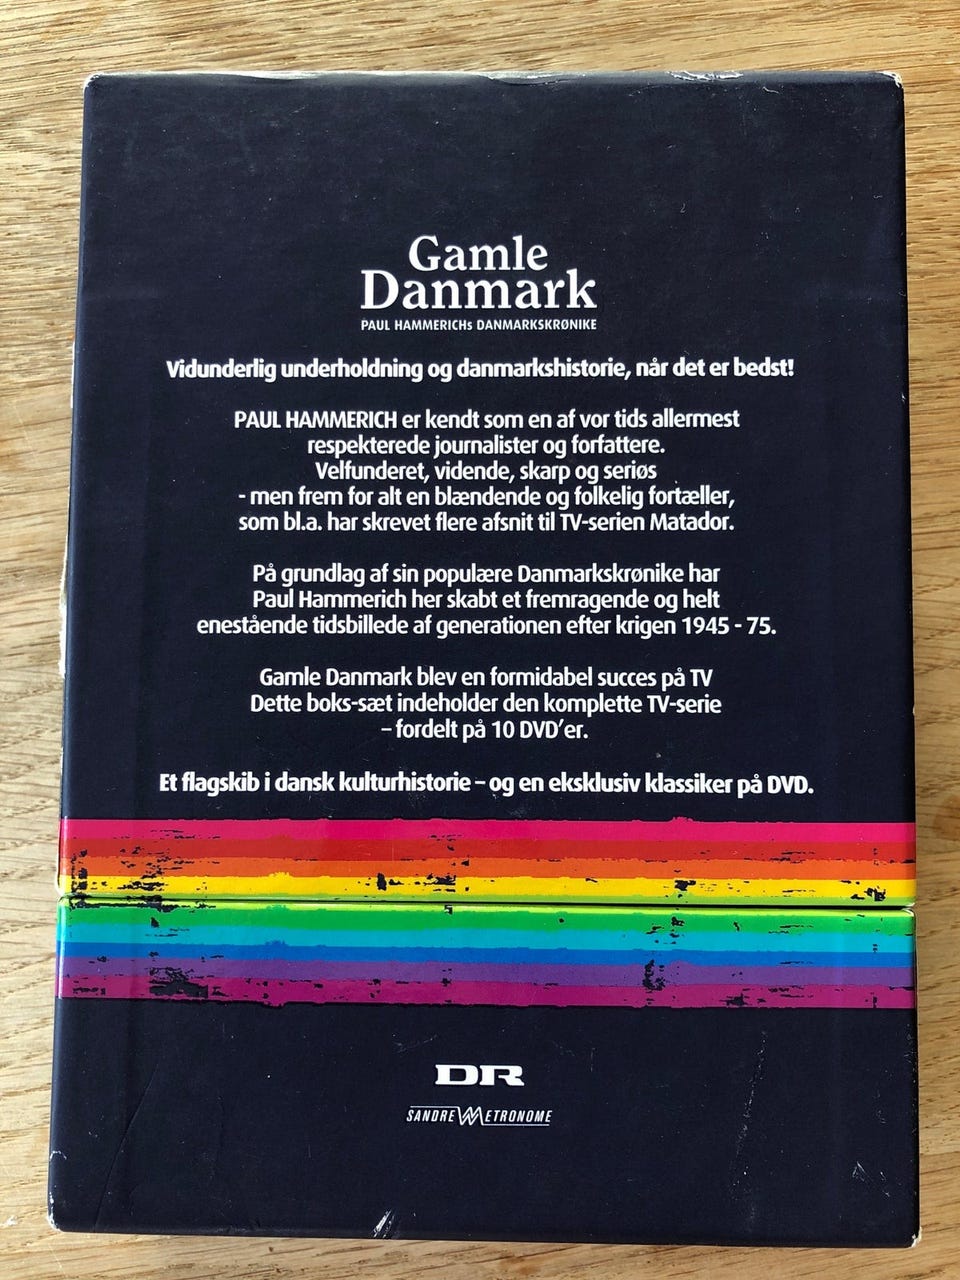 Gamle
Danmark
PAUL HAMMERICHs DANMARKSKRØNIKE
Vidunderlig underholdning og danmarkshistorie, når det er bedst!
PAUL HAMMERICH er kendt som en af vor tids allermest
respekterede journalister og forfattere.
Velfunderet, vidende, skarp og seriøs
- men frem for alt en blændende og folkelig fortæller,
som bl.a. har skrevet flere afsnit til TV-serien Matador.
På grundlag af sin populære Danmarkskrønike har
Paul Hammerich her skabt et fremragende og helt
enestående tidsbillede af generationen efter krigen 1945 - 75.
Gamle Danmark blev en formidabel succes på TV
Dette boks-sæt indeholder den komplette TV-serie
– fordelt på 10 DVD’er.
Et flagskib i dansk kulturhistorie – og en eksklusiv klassiker på DVD.
DR
SANDREW METRONOME